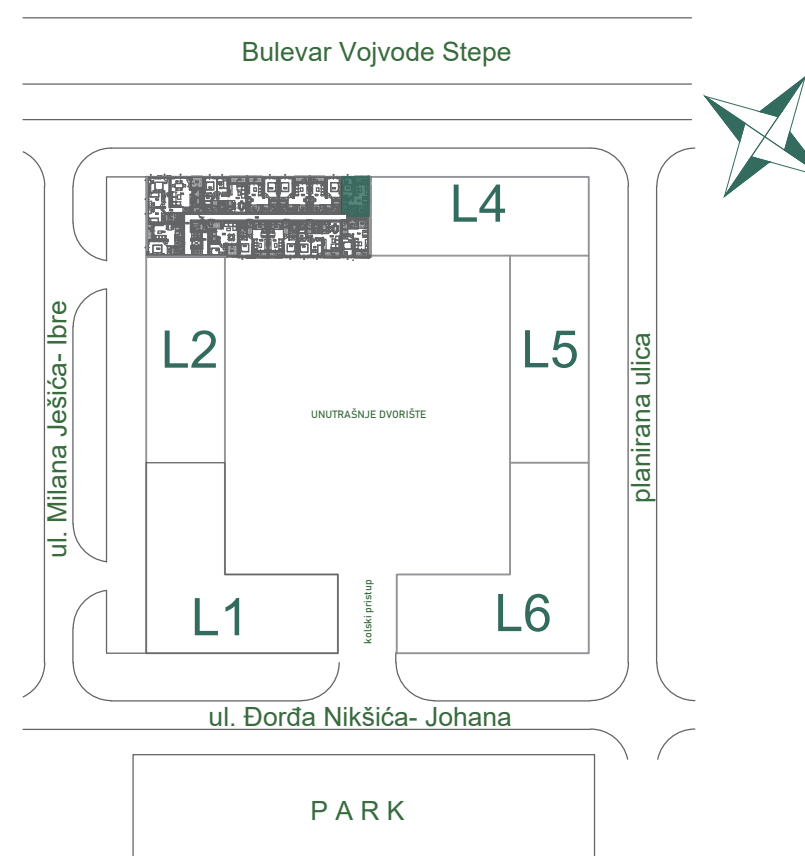 Bulevar Vojvode Stepe
L4
L2
L5
ul. Milana Ješića- Ibre
planirana ulica
UNUTRAŠNJE DVORIŠTE
kolski pristup
L1
L6
ul. Đorđa Nikšića- Johana
PARK